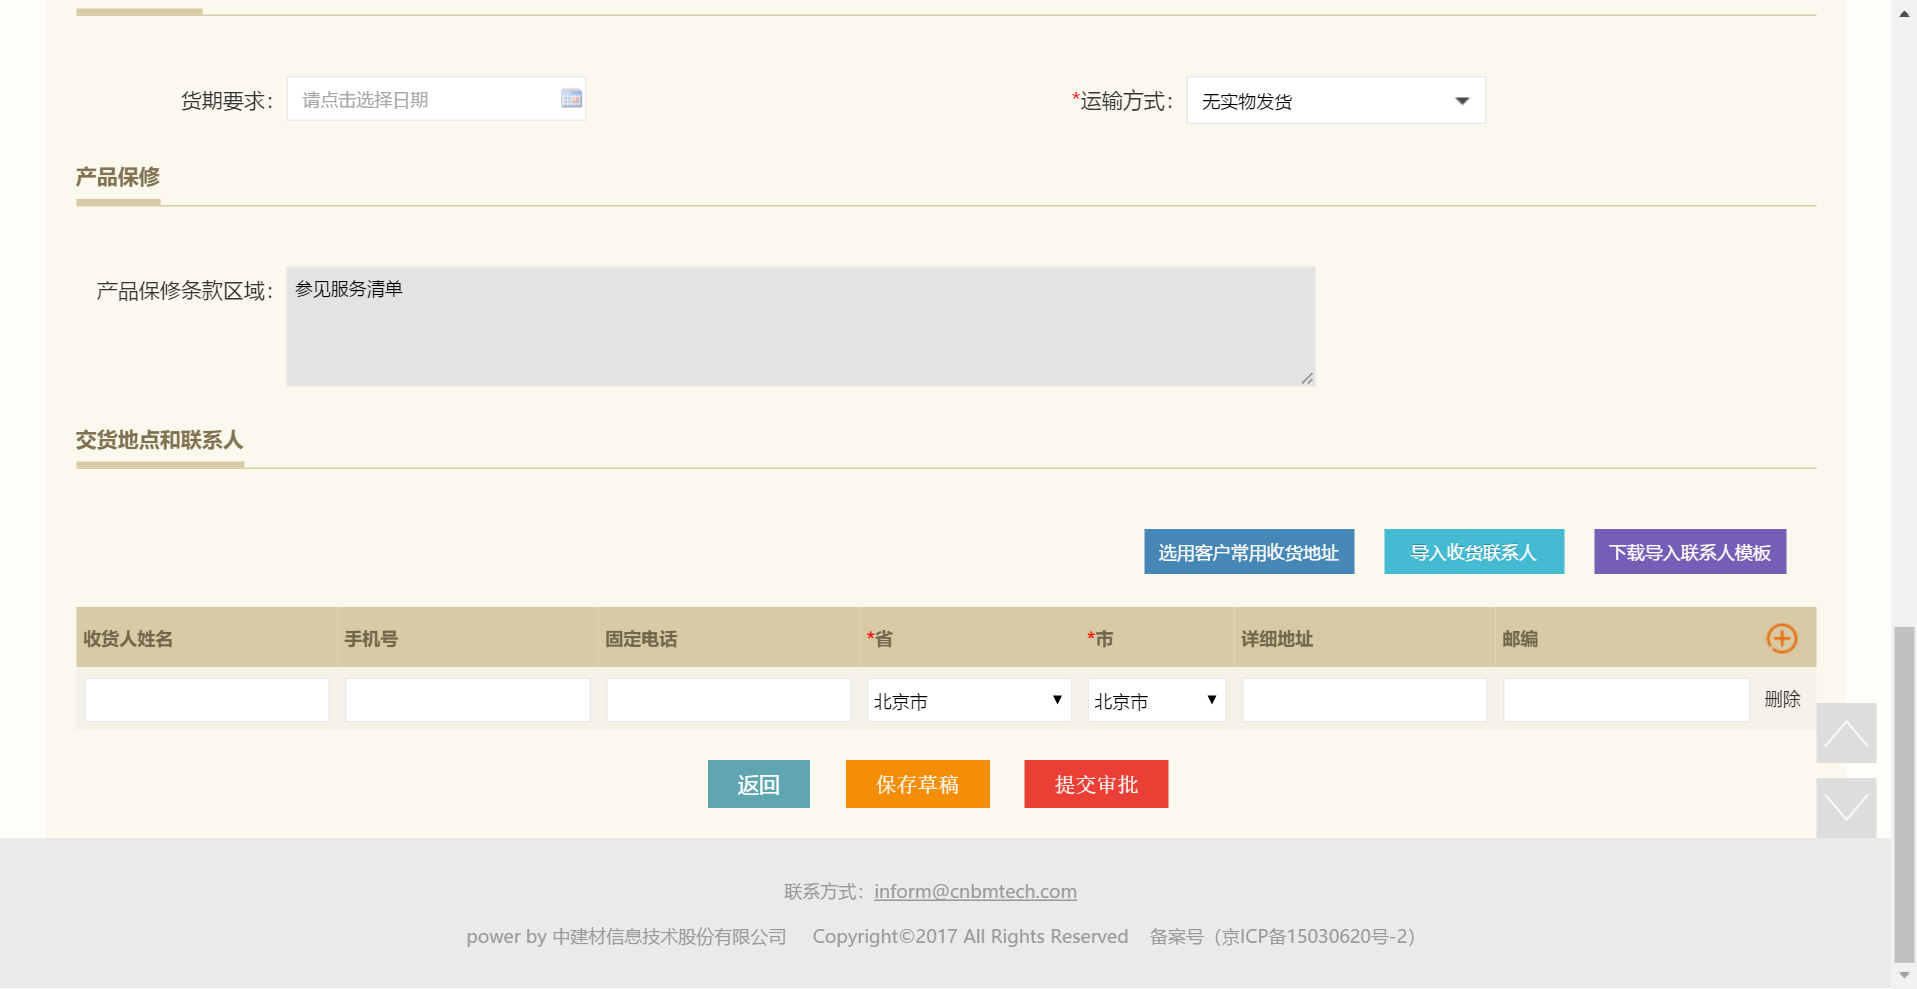 货期要求： 请点击选择日期 *运输方式： 无实物发货
产品保修
产品保修条款区域： 参见服务清单
交货地点和联系人
选用客户常用收货地址 导入收货联系人 下载导入联系人模板
收货人姓名 手机号 固定电话 *省 *市 详细地址 邮编
北京市 北京市 删除
返回 保存草稿 提交审批
联系方式：inform@cnbmtech.com
power by 中建材信息技术股份有限公司 Copyright©2017 All Rights Reserved 备案号（京ICP备15030620号-2）